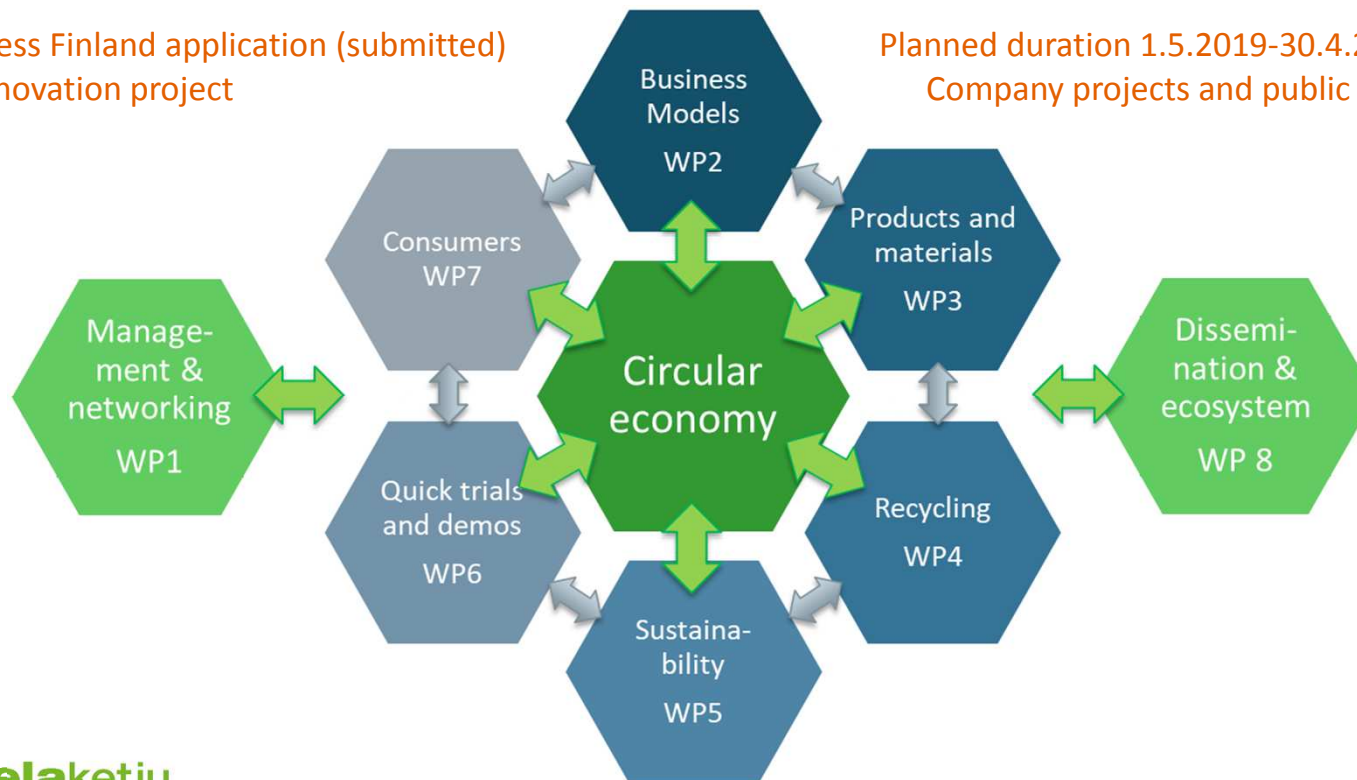 ess Finland application (submitted)
novation project
Planned duration 1.5.2019-30.4.2
Company projects and public
Business
Models
WP2
Consumers
WP7
Products and
materials
WP3
Manage-
ment &
networking
WP1
Circular
economy
Dissemi-
nation &
ecosystem
WP 8
Quick trials
and demos
WP6
Recycling
WP4
Sustaina-
bility
WP5
elaketju